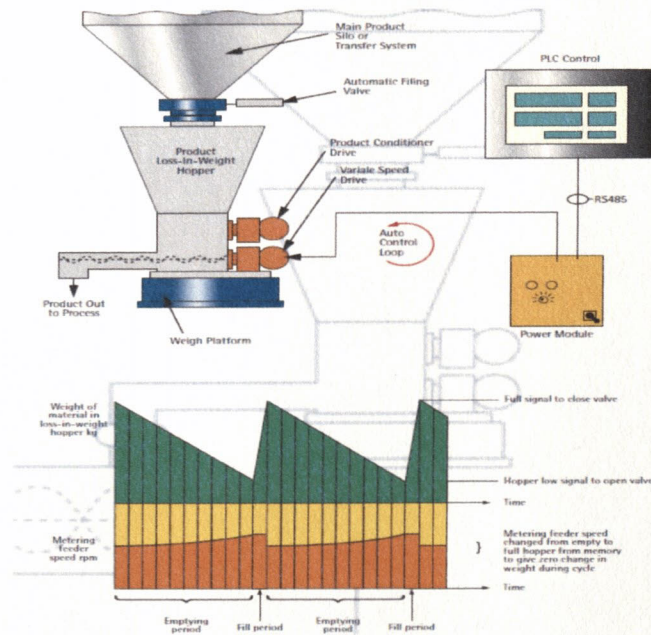 Main Product
Silo or
Transfer System
PLC Control
Automatic Filing
Valve
Product
Loss-In-Weight
Hopper
Product Conditioner
Drive
Variale Speed
Drive
RS485
Auto
Control
Loop
Product Out
to Process
Weigh Platform
Power Module
Weight of
material in
loss-in-weight
hopper kg
Full signal to close valve
Hopper low signal to open valve
Time
Metering
feeder
speed rpm
Metering feeder speed
changed from empty to
full hopper from memory
to give zero change in
weight during cycle
Time
Emptying
period
Fill period
Emptying
period
Fill period